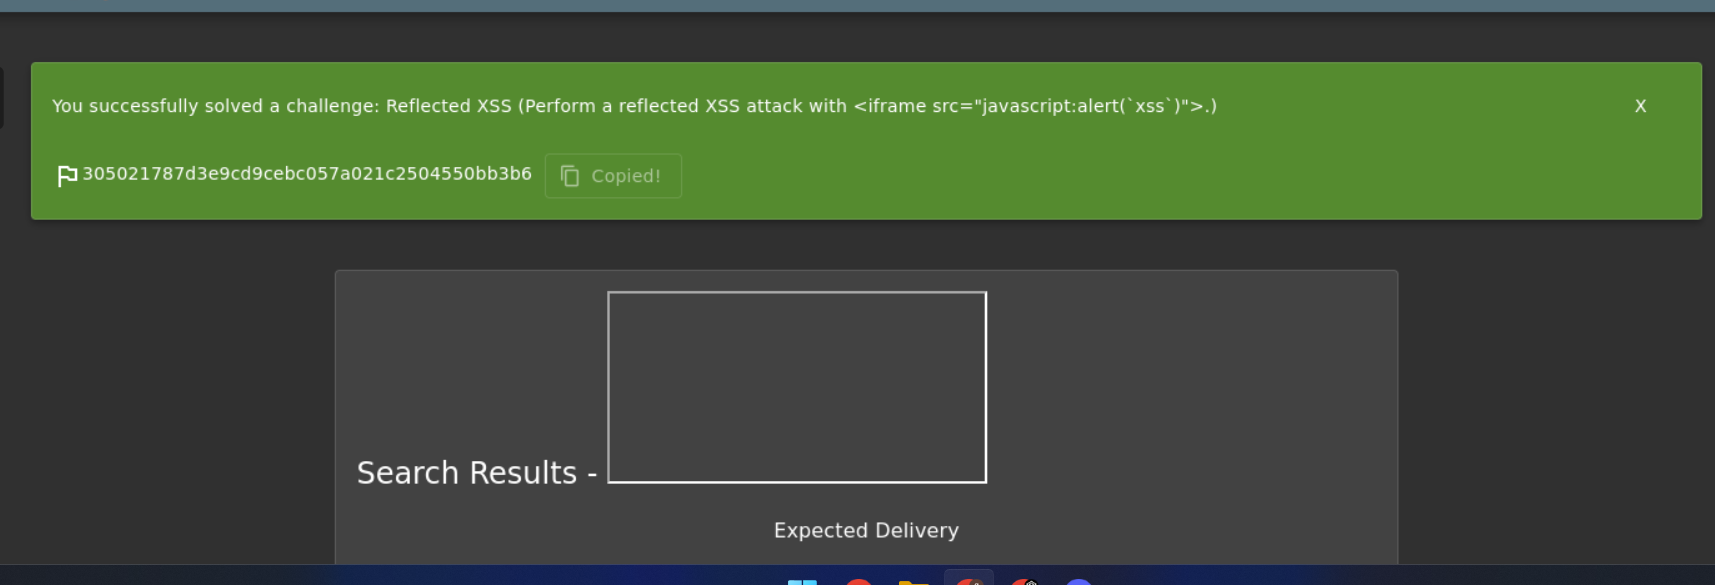 You successfully solved a challenge: Reflected XSS (Perform a reflected XSS attack with <iframe src="javascript:alert(`xss`)">.)
X
305021787d3e9cd9cebc057a021c2504550bb3b6
Copied!
Search Results -
Expected Delivery